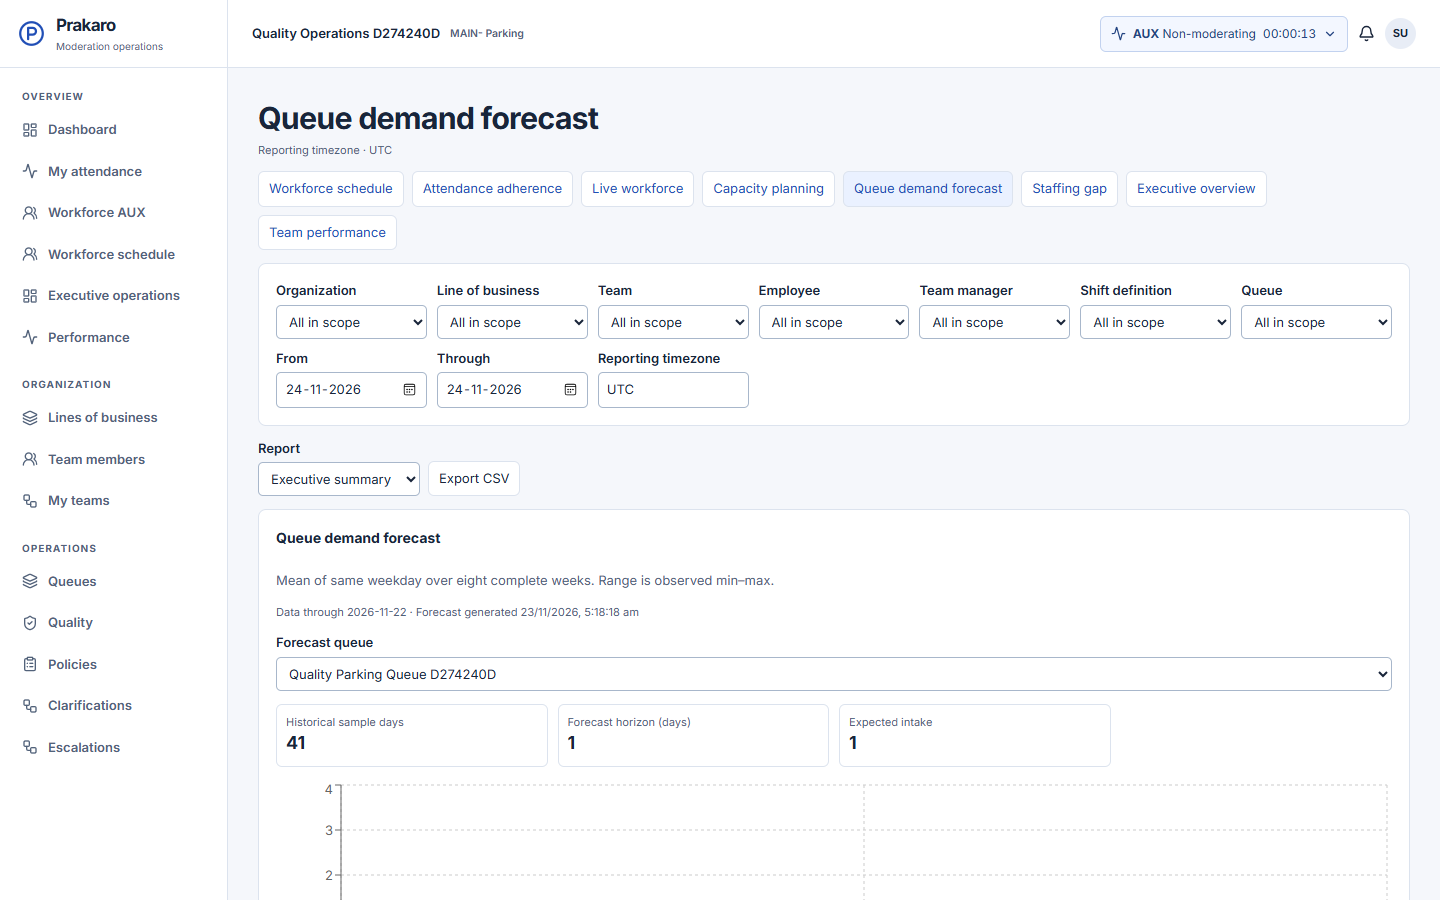 Prakaro
Moderation operations
Quality Operations D274240D MAIN- Parking
AUX Non-moderating 00:00:13
SU
OVERVIEW
Dashboard
My attendance
Workforce AUX
Workforce schedule
Executive operations
Performance
ORGANIZATION
Lines of business
Team members
My teams
OPERATIONS
Queues
Quality
Policies
Clarifications
Escalations
Queue demand forecast
Reporting timezone · UTC
Workforce schedule Attendance adherence Live workforce Capacity planning Queue demand forecast Staffing gap Executive overview
Team performance
Organization Line of business Team Employee Team manager Shift definition Queue
All in scope All in scope All in scope All in scope All in scope All in scope All in scope
From Through Reporting timezone
24-11-2026 24-11-2026 UTC
Report
Executive summary Export CSV
Queue demand forecast
Mean of same weekday over eight complete weeks. Range is observed min–max.
Data through 2026-11-22 · Forecast generated 23/11/2026, 5:18:18 am
Forecast queue
Quality Parking Queue D274240D
Historical sample days Forecast horizon (days) Expected intake
41 1 1
4
3
2